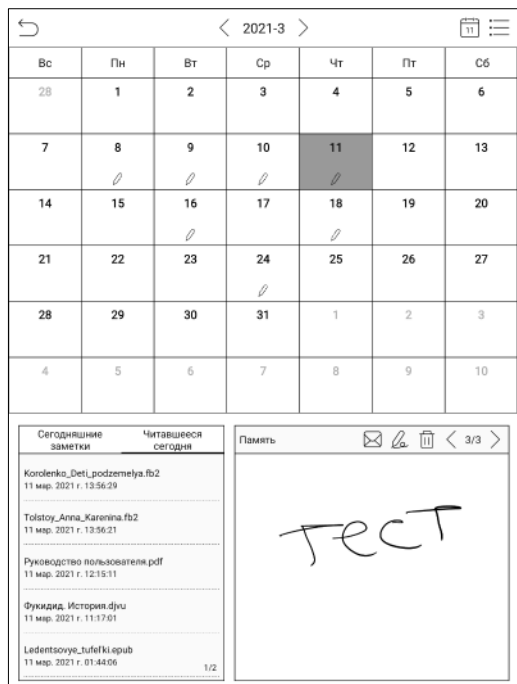 2021-3
11
Вс Пн Вт Ср Чт Пт Сб
28 1 2 3 4 5 6
7 8 9 10 11 12 13
14 15 16 17 18 19 20
21 22 23 24 25 26 27
28 29 30 31 1 2 3
4 5 6 7 8 9 10
Сегодняшние заметки
Читавшееся сегодня
Korolenko_Deti_podzemelya.fb2
11 мар. 2021 г. 13:56:29
Tolstoy_Anna_Karenina.fb2
11 мар. 2021 г. 13:56:21
Руководство пользователя.pdf
11 мар. 2021 г. 12:15:11
Фукидид. История.djvu
11 мар. 2021 г. 11:17:01
Ledentsovye_tufel'ki.epub
11 мар. 2021 г. 01:44:06
1/2
Память
3/3
тест